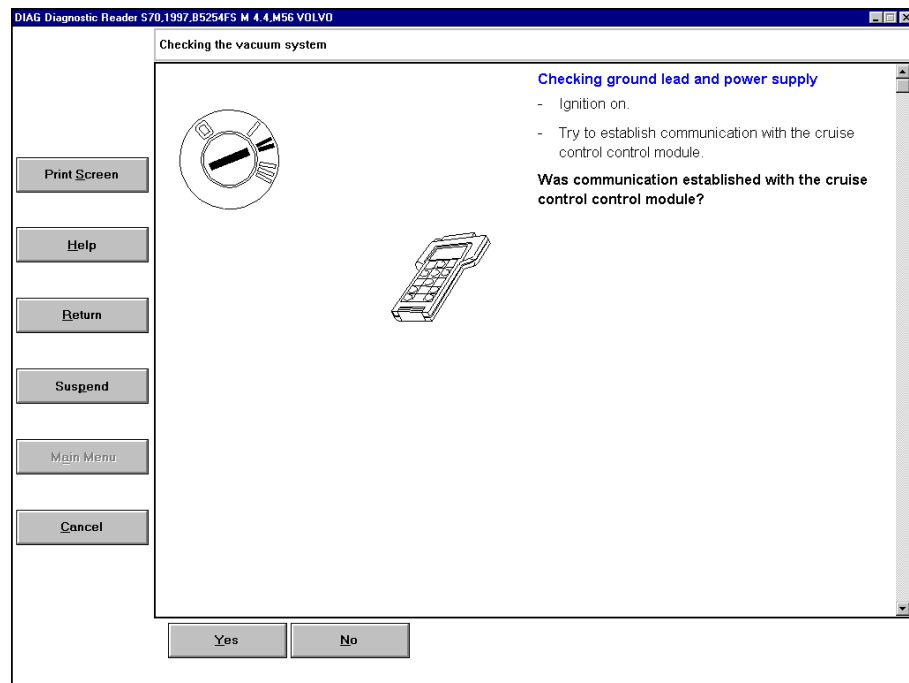 DIAG Diagnostic Reader S70,1997,B5254FS M 4.4,M56 VOLVO
Checking the vacuum system
Checking ground lead and power supply
- Ignition on.
- Try to establish communication with the cruise
control control module.
Was communication established with the cruise
control control module?
Print Screen
Help
Return
Suspend
Main Menu
Cancel
Yes
No